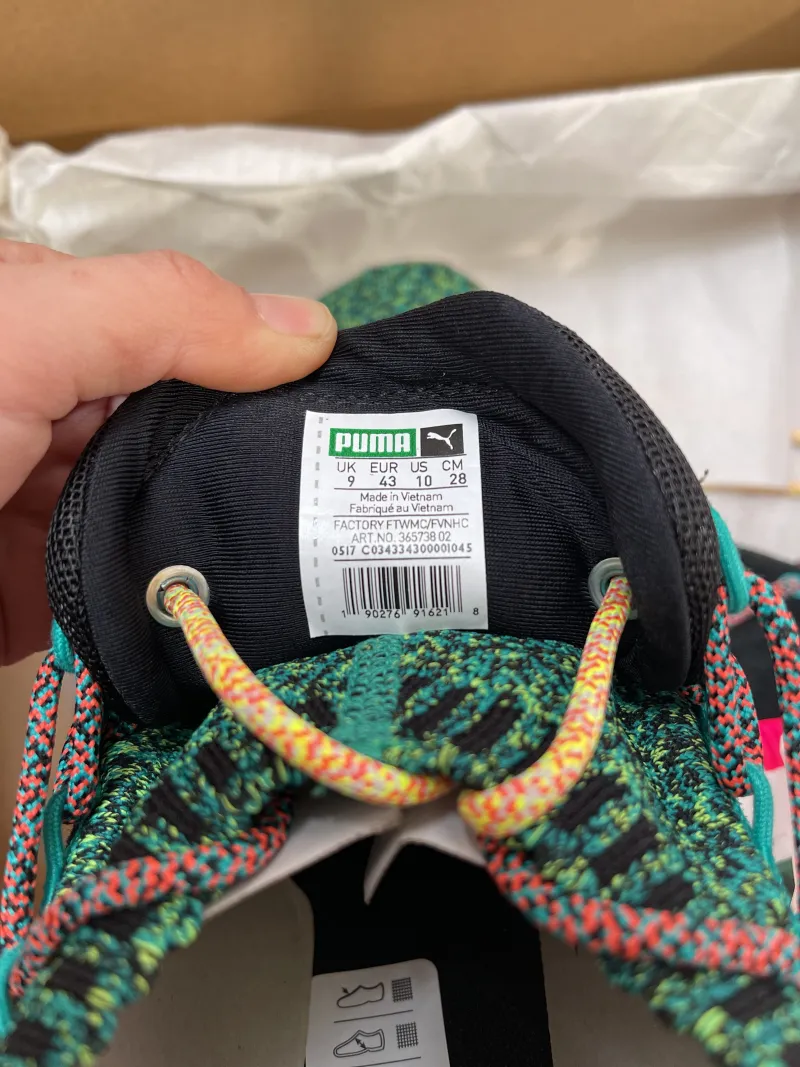 PUMA
UK EUR US CM
9 43 10 28
Made in Vietnam
Fabriqué au Vietnam
FACTORY FTWMC/FVNHC
ART.NO. 365738 02
0517 C034334300001045
1 90276 91621 8